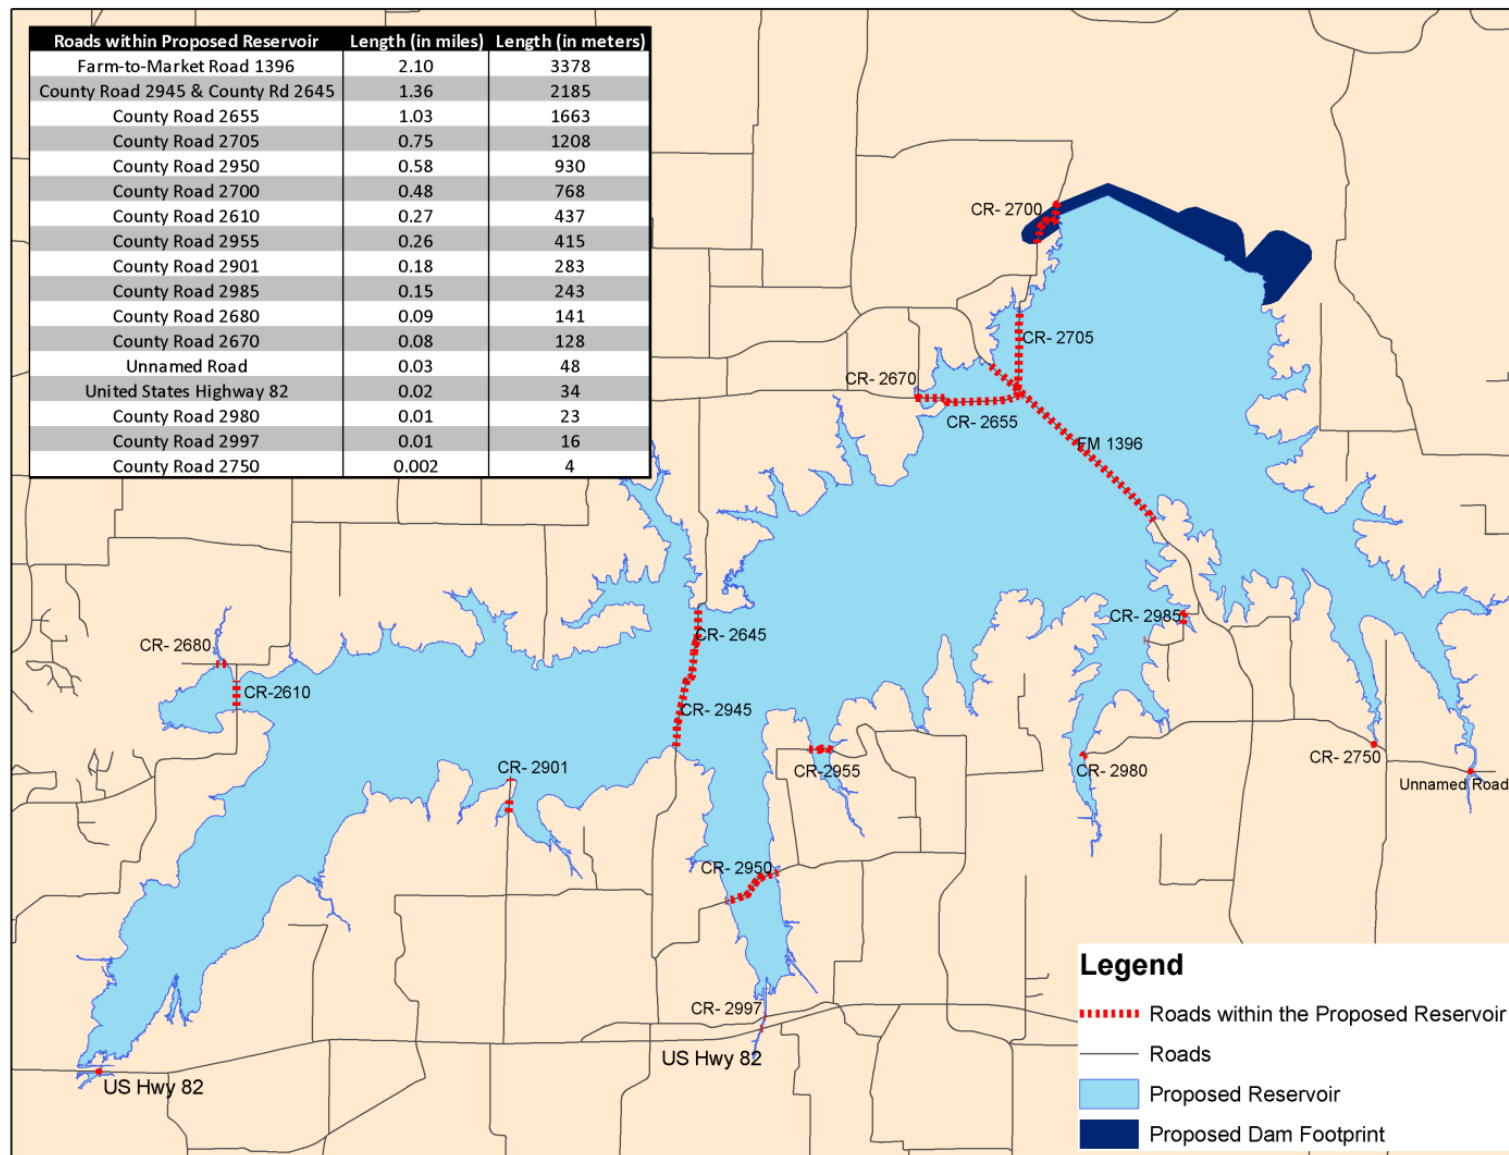 Roads within Proposed Reservoir Length (in miles) Length (in meters)
Farm-to-Market Road 1396 2.10 3378
County Road 2945 & County Rd 2645 1.36 2185
County Road 2655 1.03 1663
County Road 2705 0.75 1208
County Road 2950 0.58 930
County Road 2700 0.48 768
County Road 2610 0.27 437
County Road 2955 0.26 415
County Road 2901 0.18 283
County Road 2985 0.15 243
County Road 2680 0.09 141
County Road 2670 0.08 128
Unnamed Road 0.03 48
United States Highway 82 0.02 34
County Road 2980 0.01 23
County Road 2997 0.01 16
County Road 2750 0.002 4
CR- 2700
CR- 2705
CR- 2670
CR- 2655
FM 1396
CR- 2985
CR- 2645
CR- 2680
CR-2610
CR- 2945
CR- 2901
CR-2955
CR- 2980
CR- 2750
Unnamed Road
CR- 2950
CR- 2997
US Hwy 82
US Hwy 82
Legend
Roads within the Proposed Reservoir
Roads
Proposed Reservoir
Proposed Dam Footprint